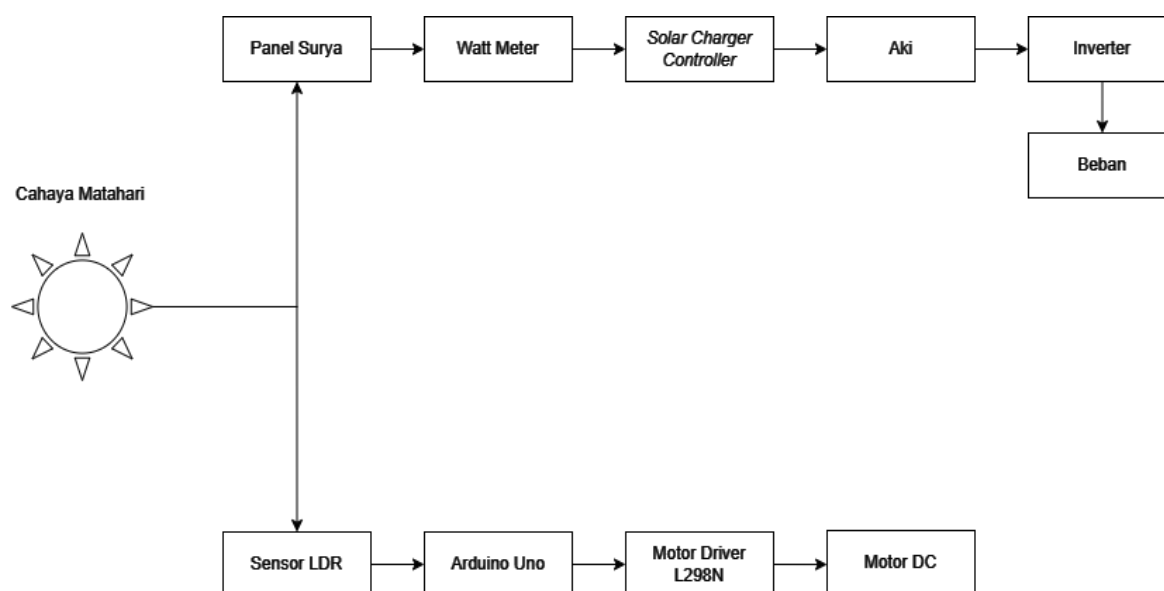 Panel Surya
Watt Meter
Solar Charger
Controller
Aki
Inverter
Beban
Cahaya Matahari
Sensor LDR
Arduino Uno
Motor Driver
L298N
Motor DC